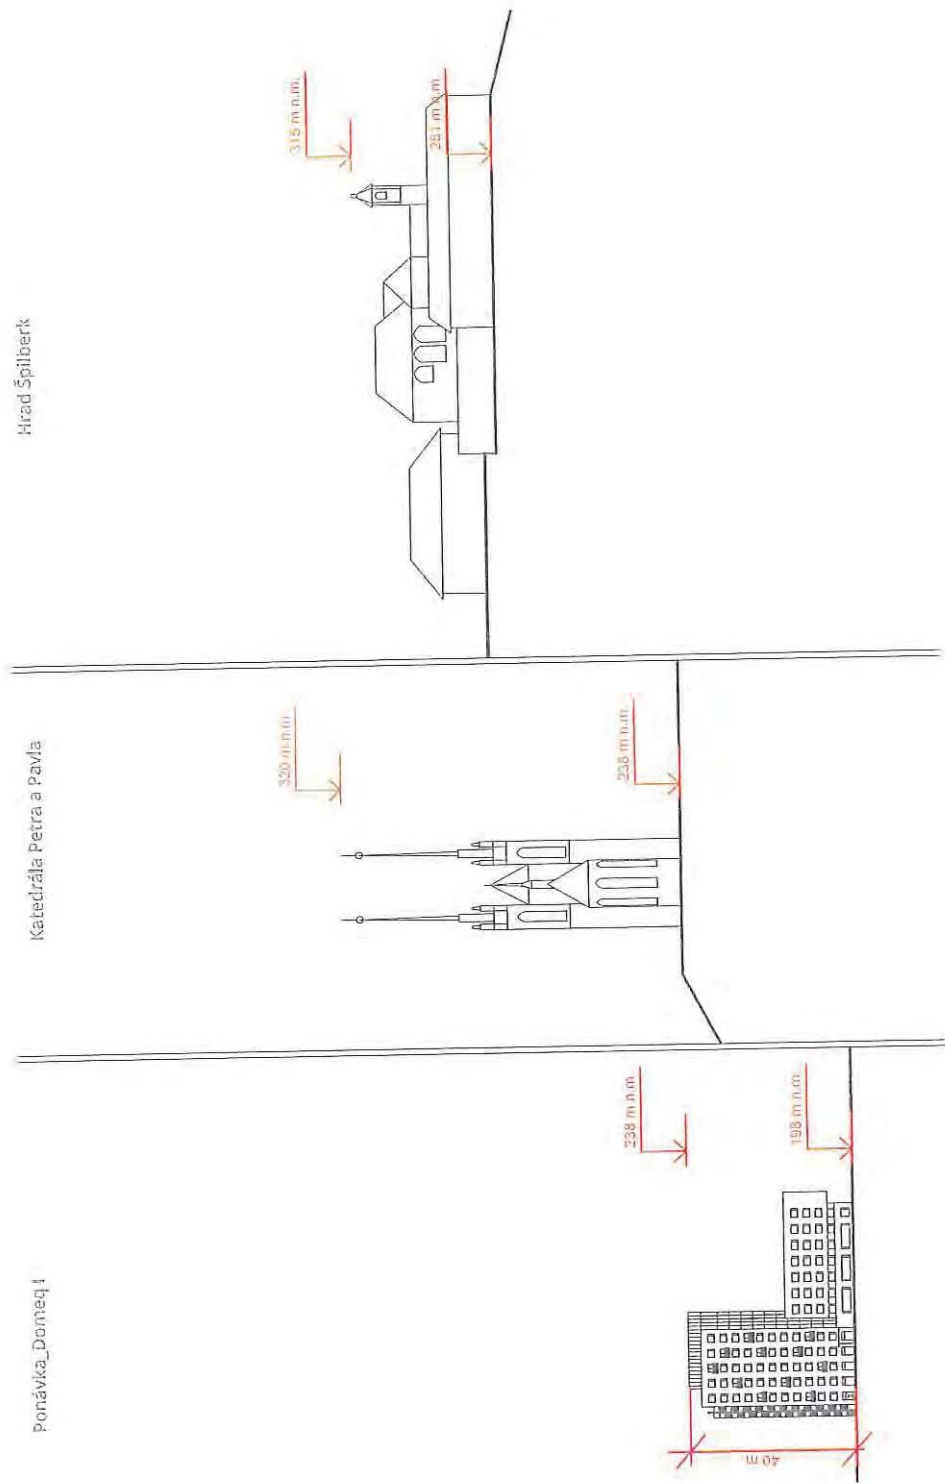 Ponávka_Domeq I
Katedrála Petra a Pavla
Hrad Špilberk
40 m
238 m n.m.
198 m n.m.
320 m n.m.
238 m n.m.
315 m n.m.
281 m n.m.